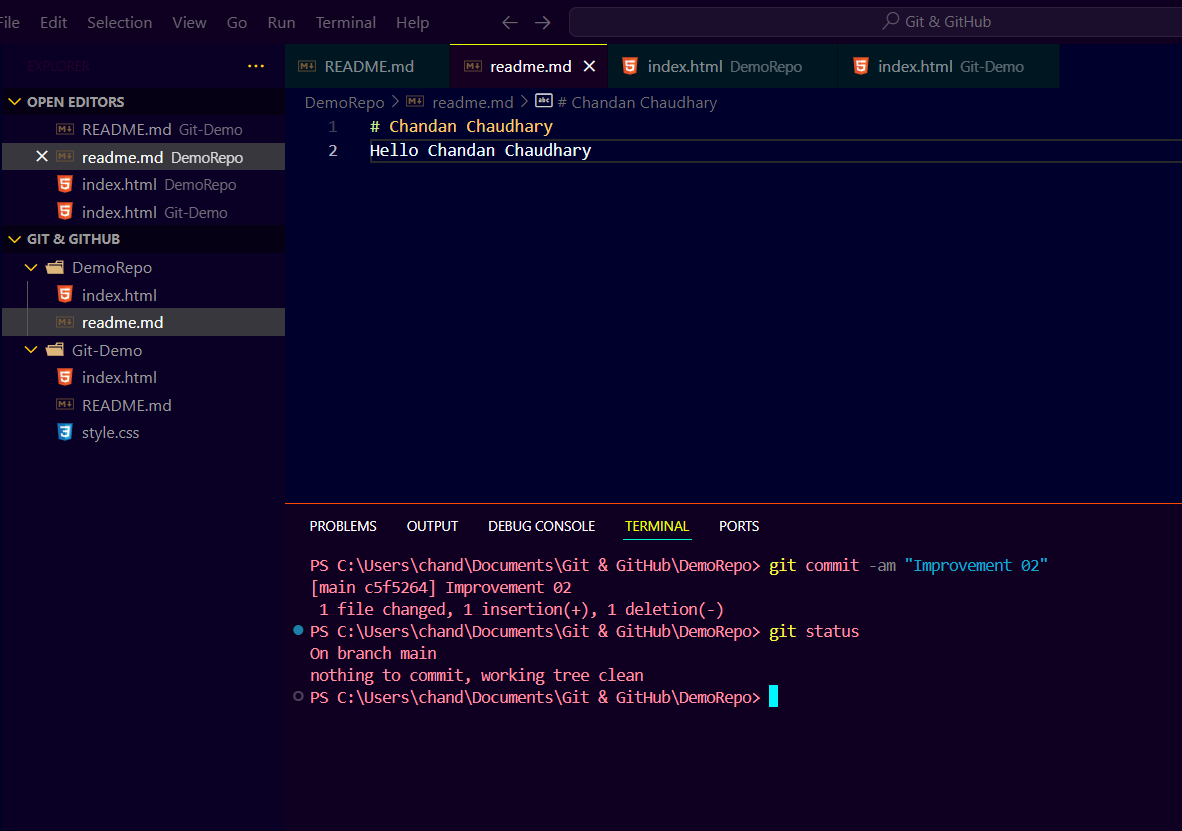 File Edit Selection View Go Run Terminal Help Git & GitHub
EXPLORER
README.md readme.md index.html DemoRepo index.html Git-Demo
OPEN EDITORS
README.md Git-Demo
readme.md DemoRepo
index.html DemoRepo
index.html Git-Demo
GIT & GITHUB
DemoRepo
index.html
readme.md
Git-Demo
index.html
README.md
style.css
DemoRepo > readme.md > # Chandan Chaudhary
1 # Chandan Chaudhary
2 Hello Chandan Chaudhary
PROBLEMS OUTPUT DEBUG CONSOLE TERMINAL PORTS
PS C:\Users\chand\Documents\Git & GitHub\DemoRepo> git commit -am "Improvement 02"
[main c5f5264] Improvement 02
1 file changed, 1 insertion(+), 1 deletion(-)
PS C:\Users\chand\Documents\Git & GitHub\DemoRepo> git status
On branch main
nothing to commit, working tree clean
PS C:\Users\chand\Documents\Git & GitHub\DemoRepo>